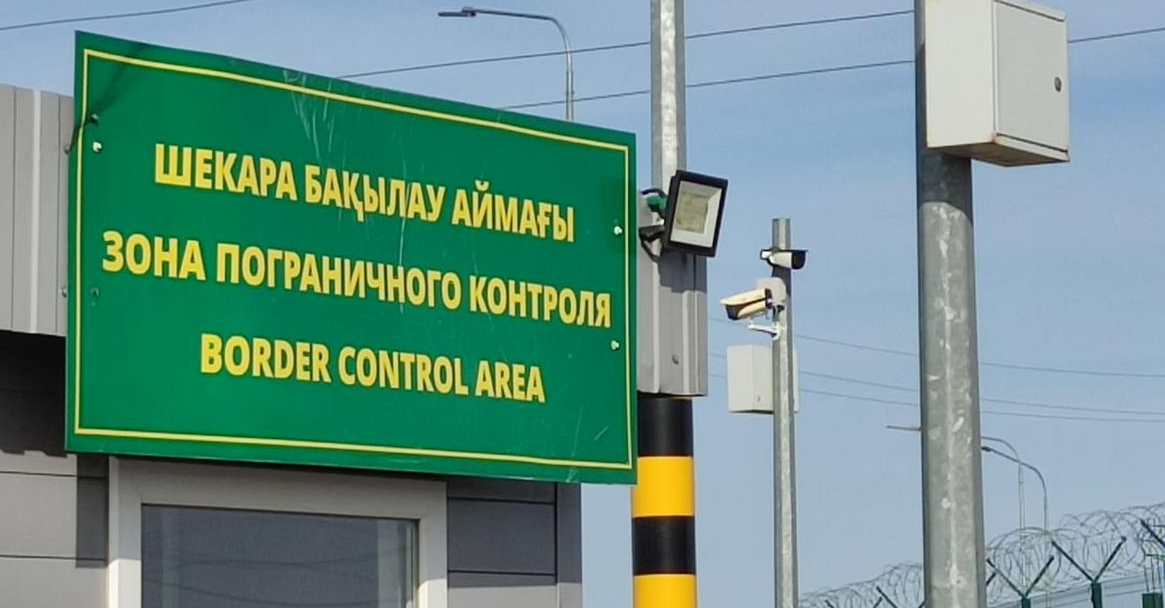 ШЕКАРА БАҚЫЛАУ АЙМАҒЫ
ЗОНА ПОГРАНИЧНОГО КОНТРОЛЯ
BORDER CONTROL AREA